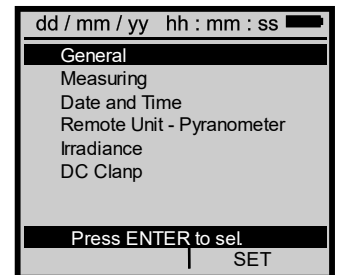 dd / mm / yy hh : mm : ss
General
Measuring
Date and Time
Remote Unit - Pyranometer
Irradiance
DC Clanp
Press ENTER to sel.
SET